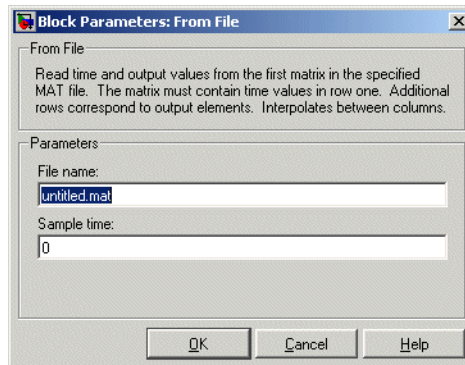 Block Parameters: From File
From File
Read time and output values from the first matrix in the specified
MAT file. The matrix must contain time values in row one. Additional
rows correspond to output elements. Interpolates between columns.
Parameters
File name:
untitled.mat
Sample time:
0
OK Cancel Help